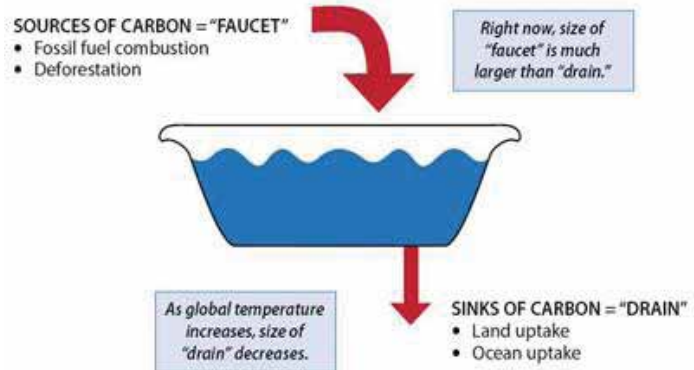 SOURCES OF CARBON = “FAUCET”
• Fossil fuel combustion
• Deforestation
Right now, size of
“faucet” is much
larger than “drain.”
As global temperature
increases, size of
“drain” decreases.
SINKS OF CARBON = “DRAIN”
• Land uptake
• Ocean uptake